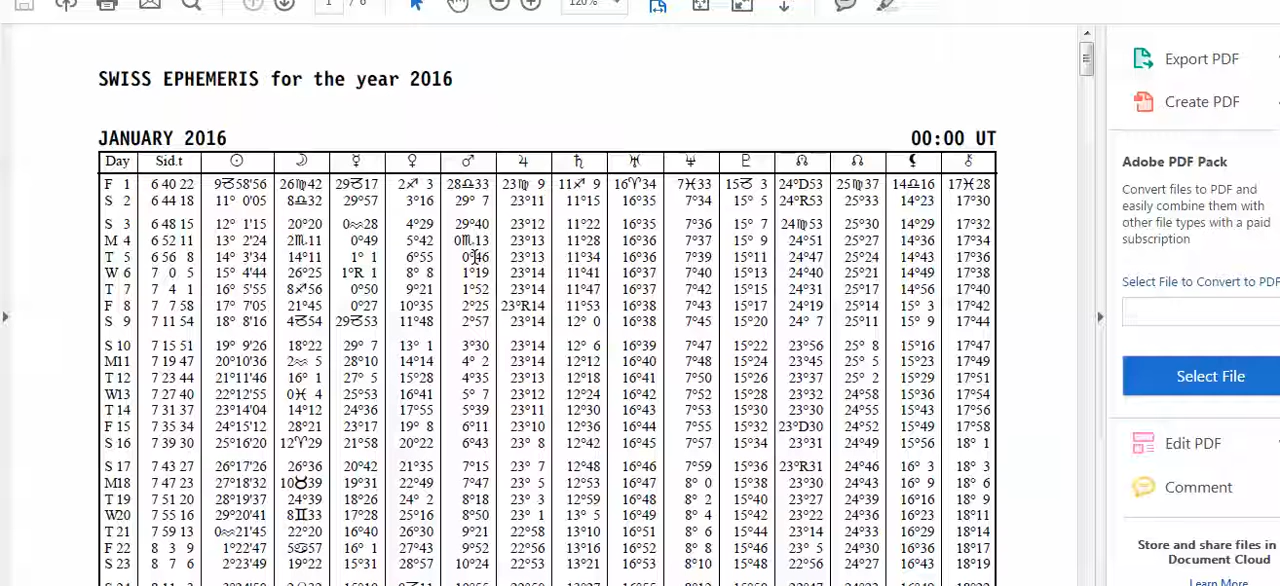 1 / 6
120%
SWISS EPHEMERIS for the year 2016
JANUARY 2016 00:00 UT
Day Sid.t ☉ ☽ ☿ ♀ ♂ ♃ ♄ ♅ ♆ ♇ ☊ ☊ ⚸ ⚷
F 1 6 40 22 9♑58'56 26♍42 29♑17 2♐ 3 28♎33 23♍ 9 11♐ 9 16♈34 7♓33 15♑ 3 24°D53 25♍37 14♎16 17♓28
S 2 6 44 18 11° 0'05 8♎32 29°57 3°16 29° 7 23°11 11°15 16°35 7°34 15° 5 24°R53 25°33 14°23 17°30
S 3 6 48 15 12° 1'15 20°20 0♒28 4°29 29°40 23°12 11°22 16°35 7°36 15° 7 24♍53 25°30 14°29 17°32
M 4 6 52 11 13° 2'24 2♏11 0°49 5°42 0♏13 23°13 11°28 16°36 7°37 15° 9 24°51 25°27 14°36 17°34
T 5 6 56 8 14° 3'34 14°11 1° 1 6°55 0°46 23°13 11°34 16°36 7°39 15°11 24°47 25°24 14°43 17°36
W 6 7 0 5 15° 4'44 26°25 1°R 1 8° 8 1°19 23°14 11°41 16°37 7°40 15°13 24°40 25°21 14°49 17°38
T 7 7 4 1 16° 5'55 8♐56 0°50 9°21 1°52 23°14 11°47 16°37 7°42 15°15 24°31 25°17 14°56 17°40
F 8 7 7 58 17° 7'05 21°45 0°27 10°35 2°25 23°R14 11°53 16°38 7°43 15°17 24°19 25°14 15° 3 17°42
S 9 7 11 54 18° 8'16 4♑54 29♑53 11°48 2°57 23°14 12° 0 16°38 7°45 15°20 24° 7 25°11 15° 9 17°44
S 10 7 15 51 19° 9'26 18°22 29° 7 13° 1 3°30 23°14 12° 6 16°39 7°47 15°22 23°56 25° 8 15°16 17°47
M11 7 19 47 20°10'36 2♒ 5 28°10 14°14 4° 2 23°14 12°12 16°40 7°48 15°24 23°45 25° 5 15°23 17°49
T 12 7 23 44 21°11'46 16° 1 27° 5 15°28 4°35 23°13 12°18 16°41 7°50 15°26 23°37 25° 2 15°29 17°51
W13 7 27 40 22°12'55 0♓ 4 25°53 16°41 5° 7 23°12 12°24 16°42 7°52 15°28 23°32 24°58 15°36 17°54
T 14 7 31 37 23°14'04 14°12 24°36 17°55 5°39 23°11 12°30 16°43 7°53 15°30 23°30 24°55 15°43 17°56
F 15 7 35 34 24°15'12 28°21 23°17 19° 8 6°11 23°10 12°36 16°44 7°55 15°32 23°D30 24°52 15°49 17°58
S 16 7 39 30 25°16'20 12♈29 21°58 20°22 6°43 23° 8 12°42 16°45 7°57 15°34 23°31 24°49 15°56 18° 1
S 17 7 43 27 26°17'26 26°36 20°42 21°35 7°15 23° 7 12°48 16°46 7°59 15°36 23°R31 24°46 16° 3 18° 3
M18 7 47 23 27°18'32 10♉39 19°31 22°49 7°47 23° 5 12°53 16°47 8° 0 15°38 23°30 24°43 16° 9 18° 6
T 19 7 51 20 28°19'37 24°39 18°26 24° 2 8°18 23° 3 12°59 16°48 8° 2 15°40 23°27 24°39 16°16 18° 9
W20 7 55 16 29°20'41 8♊33 17°28 25°16 8°50 23° 1 13° 5 16°49 8° 4 15°42 23°22 24°36 16°23 18°11
T 21 7 59 13 0♒21'45 22°20 16°40 26°30 9°21 22°58 13°10 16°51 8° 6 15°44 23°14 24°33 16°29 18°14
F 22 8 3 9 1°22'47 5♋57 16° 1 27°43 9°52 22°56 13°16 16°52 8° 8 15°46 23° 5 24°30 16°36 18°17
S 23 8 7 6 2°23'49 19°22 15°31 28°57 10°24 22°53 13°21 16°53 8°10 15°48 22°56 24°27 16°43 18°19
Export PDF
Create PDF
Adobe PDF Pack
Convert files to PDF and
easily combine them with
other file types with a paid
subscription
Select File to Convert to PDF
Select File
Edit PDF
Comment
Store and share files in
Document Cloud
Learn More